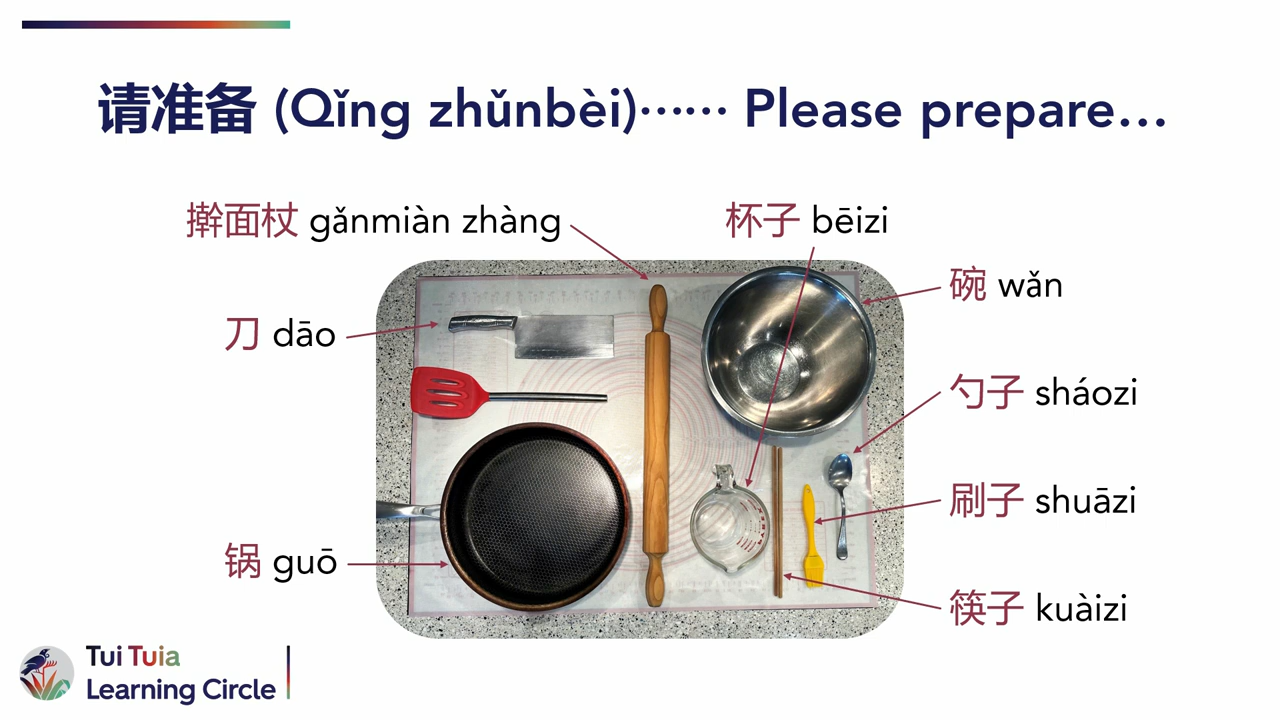 请准备 (Qǐng zhǔnbèi)…… Please prepare…
擀面杖 gǎnmiàn zhàng
杯子 bēizi
碗 wǎn
刀 dāo
勺子 sháozi
刷子 shuāzi
锅 guō
筷子 kuàizi
Tui Tuia
Learning Circle